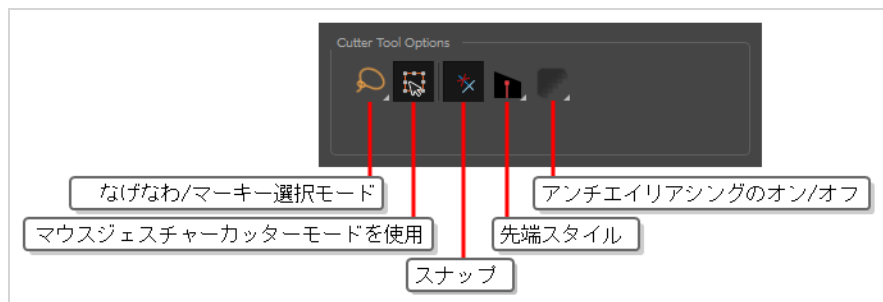 Cutter Tool Options
なげなわ/マーキー選択モード
アンチエイリアシングのオン/オフ
マウスジェスチャーカッターモードを使用
先端スタイル
スナップ